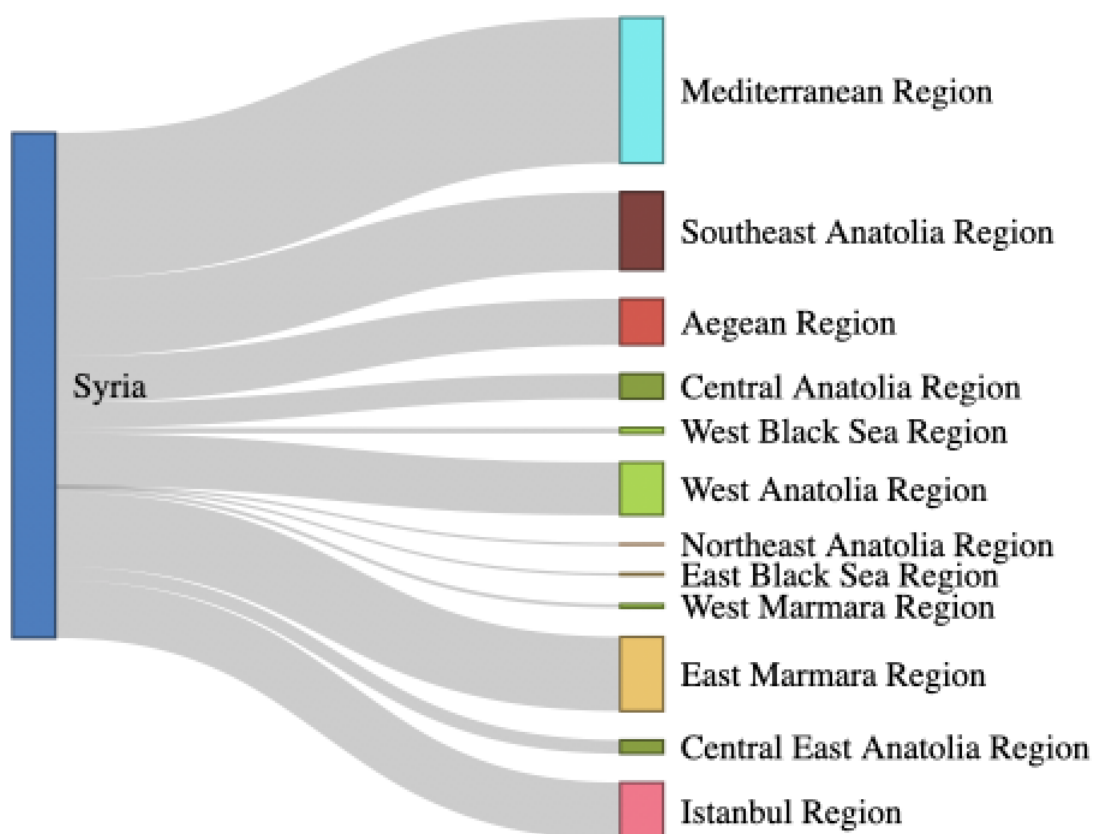 Mediterranean Region
Southeast Anatolia Region
Aegean Region
Syria
Central Anatolia Region
West Black Sea Region
West Anatolia Region
Northeast Anatolia Region
East Black Sea Region
West Marmara Region
East Marmara Region
Central East Anatolia Region
Istanbul Region